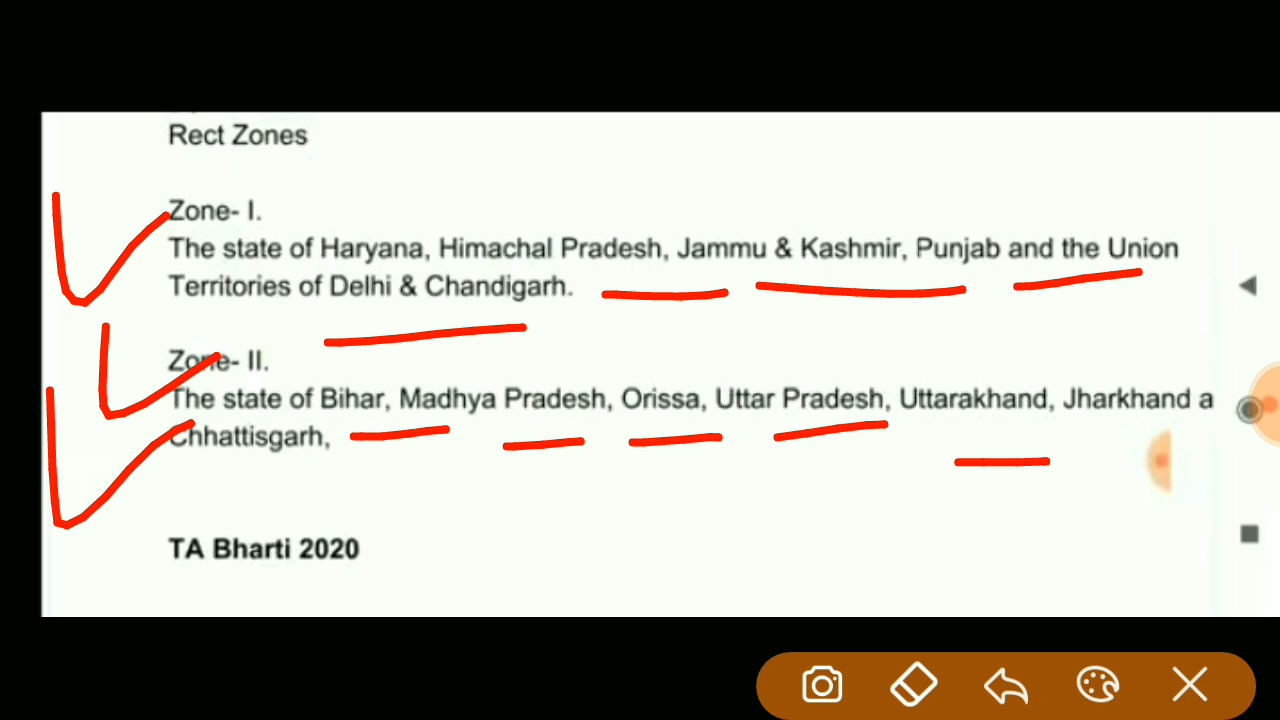 Rect Zones
Zone- I.
The state of Haryana, Himachal Pradesh, Jammu & Kashmir, Punjab and the Union
Territories of Delhi & Chandigarh.
Zone- II.
The state of Bihar, Madhya Pradesh, Orissa, Uttar Pradesh, Uttarakhand, Jharkhand a
Chhattisgarh,
TA Bharti 2020